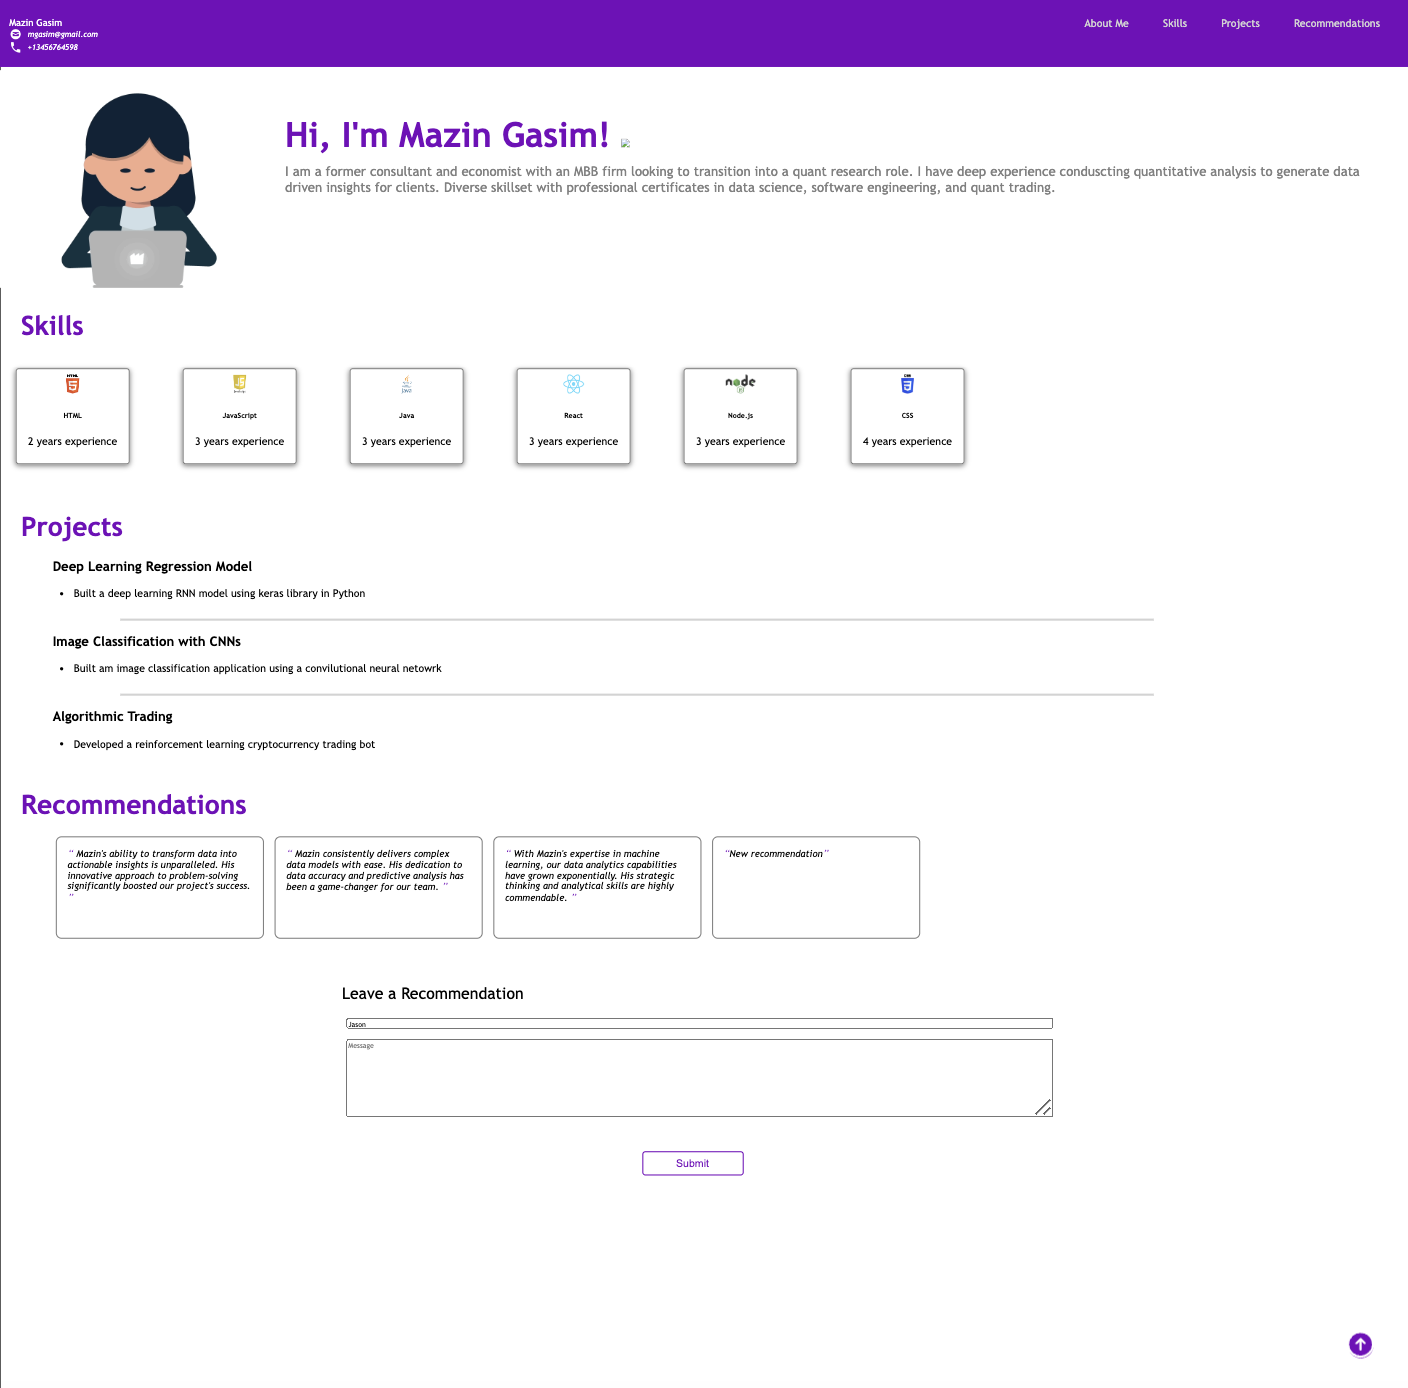 Mazin Gasim
mgasim@gmail.com
+13456764598
About Me Skills Projects Recommendations
Hi, I'm Mazin Gasim!
I am a former consultant and economist with an MBB firm looking to transition into a quant research role. I have deep experience conduscting quantitative analysis to generate data
driven insights for clients. Diverse skillset with professional certificates in data science, software engineering, and quant trading.
Skills
HTML
HTML
2 years experience
JS
JavaScript
3 years experience
Java
Java
3 years experience
React
3 years experience
node
JS
Node.js
3 years experience
CSS
CSS
4 years experience
Projects
Deep Learning Regression Model
• Built a deep learning RNN model using keras library in Python
Image Classification with CNNs
• Built am image classification application using a convilutional neural netowrk
Algorithmic Trading
• Developed a reinforcement learning cryptocurrency trading bot
Recommendations
“ Mazin's ability to transform data into
actionable insights is unparalleled. His
innovative approach to problem-solving
significantly boosted our project's success.
”
“ Mazin consistently delivers complex
data models with ease. His dedication to
data accuracy and predictive analysis has
been a game-changer for our team. ”
“ With Mazin's expertise in machine
learning, our data analytics capabilities
have grown exponentially. His strategic
thinking and analytical skills are highly
commendable. ”
“New recommendation”
Leave a Recommendation
Jason
Message
Submit